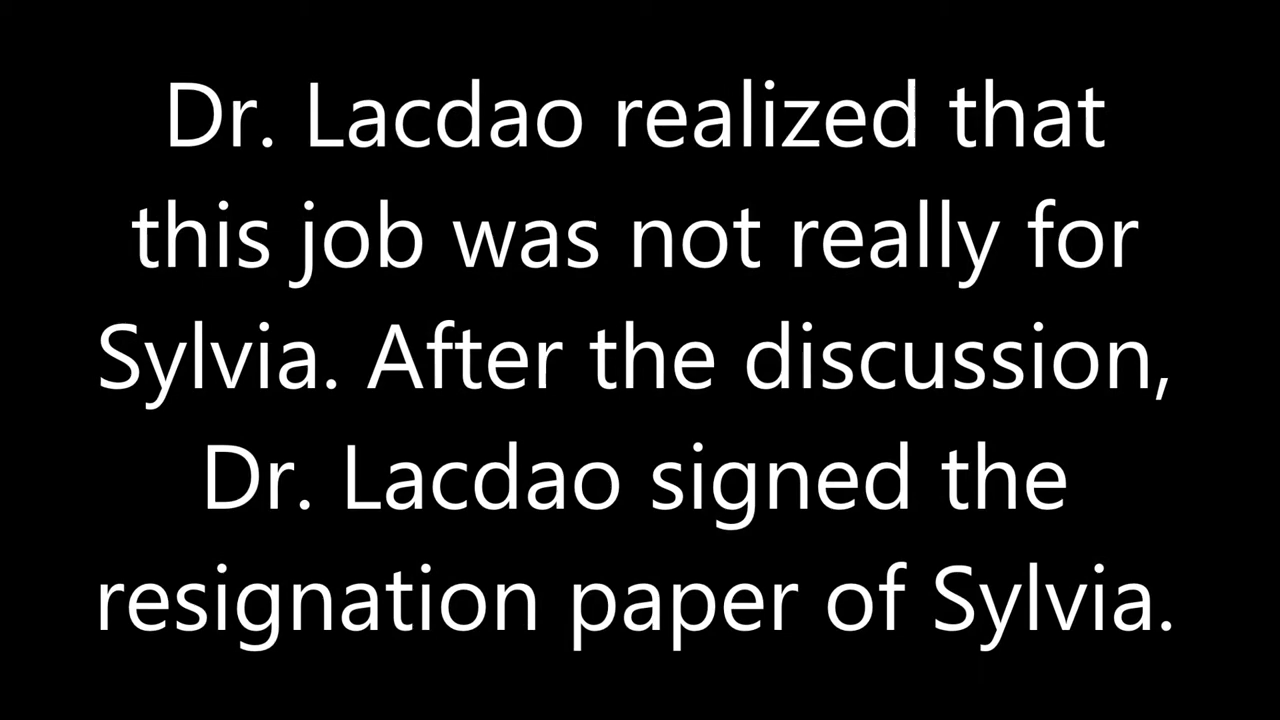 Dr. Lacdao realized that
this job was not really for
Sylvia. After the discussion,
Dr. Lacdao signed the
resignation paper of Sylvia.